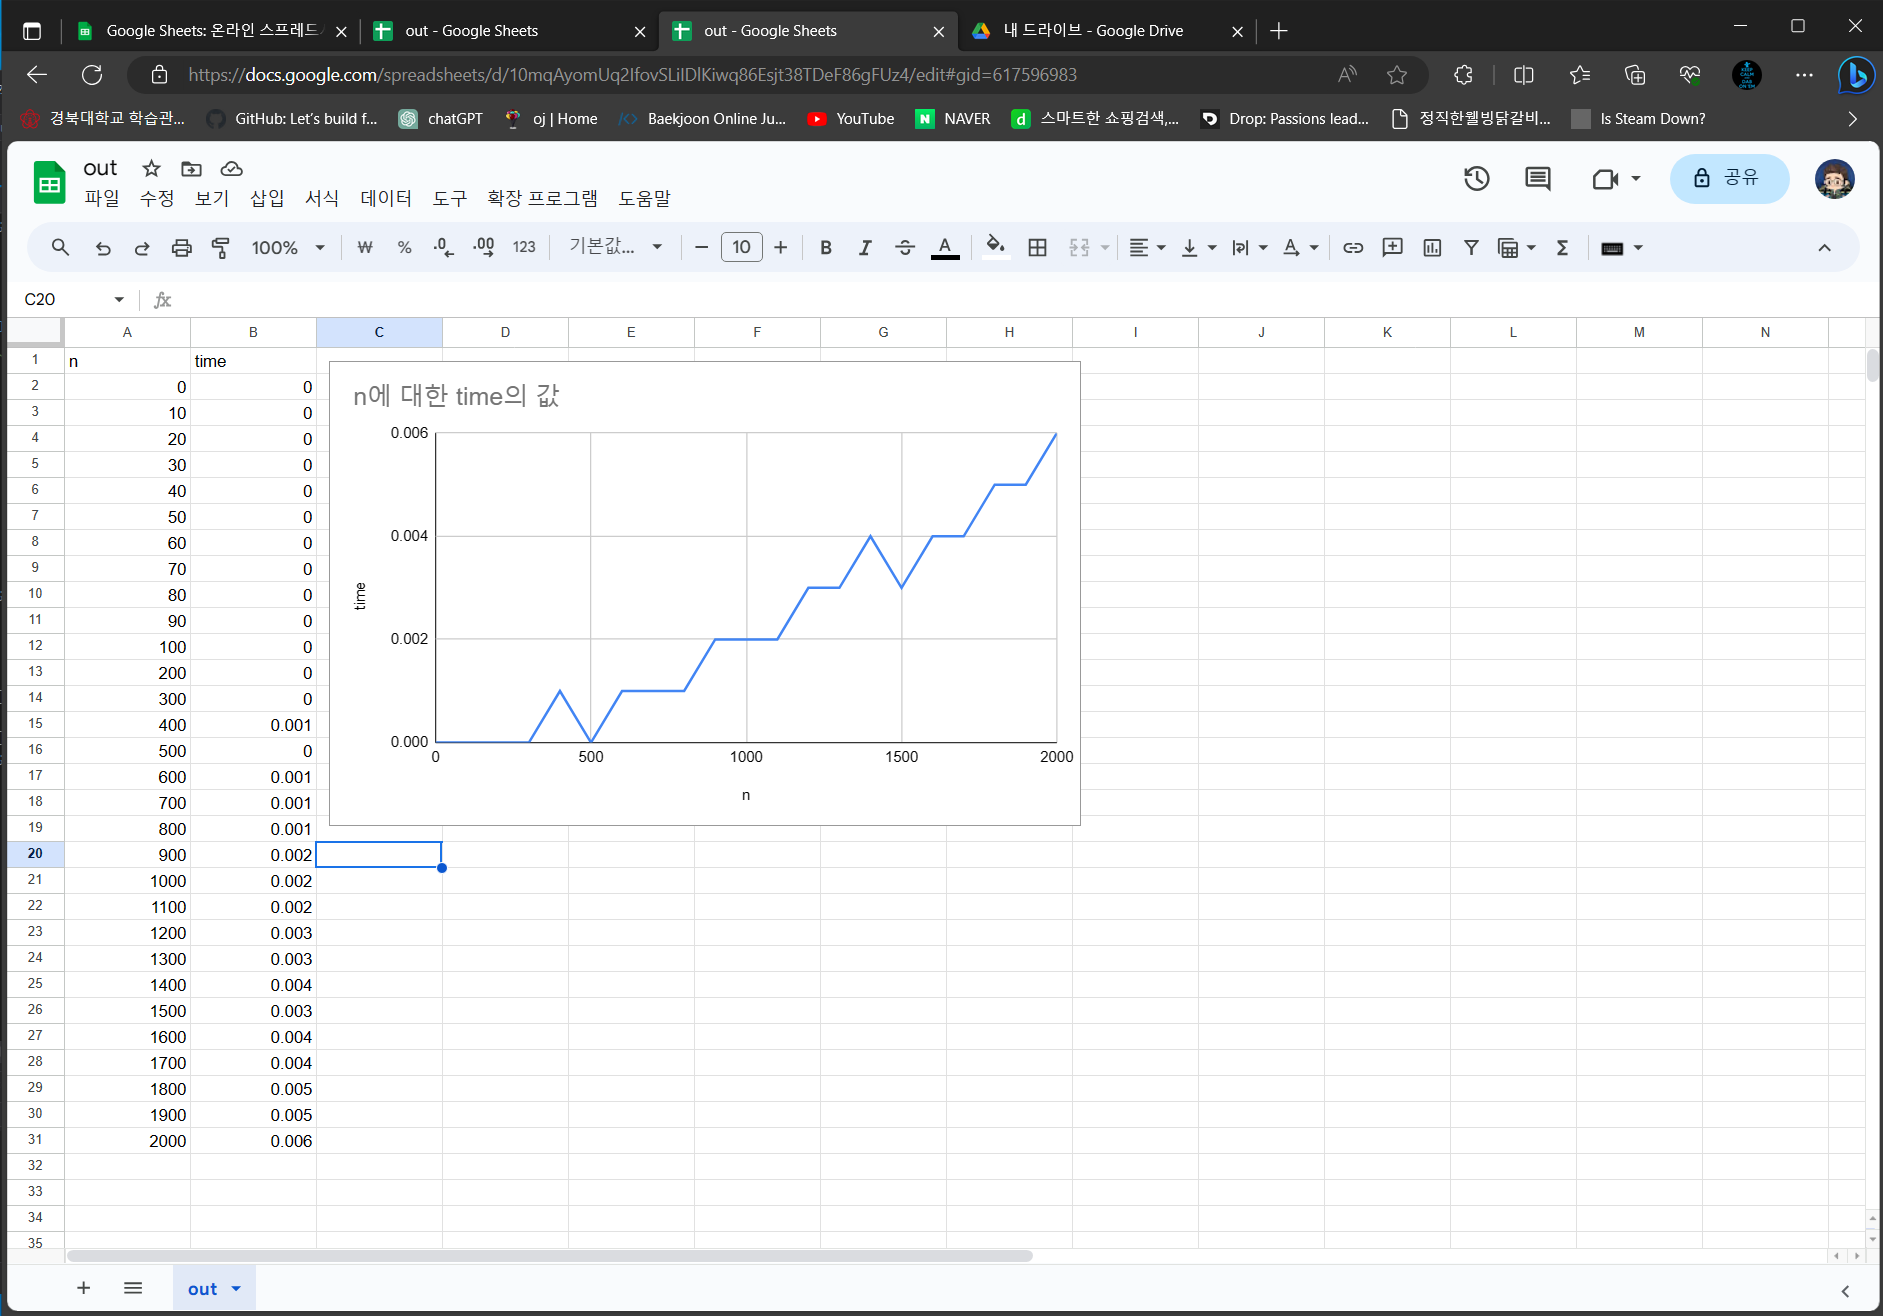 Google Sheets: 온라인 스프레드
out - Google Sheets
out - Google Sheets
내 드라이브 - Google Drive
https://docs.google.com/spreadsheets/d/10mqAyomUq2IfovSLiIDlKiwq86Esjt38TDeF86gFUz4/edit#gid=617596983
경북대학교 학습관... GitHub: Let's build f... chatGPT oj | Home Baekjoon Online Ju... YouTube NAVER 스마트한 쇼핑검색,... Drop: Passions lead... 정직한웰빙닭갈비... Is Steam Down?
out
공유
파일 수정 보기 삽입 서식 데이터 도구 확장 프로그램 도움말
100% ₩ % .0 .00 123 기본값... 10 B I S A
C20 fx
A B C D E F G H I J K L M N
1 n time
2 0 0
3 10 0
4 20 0
5 30 0
6 40 0
7 50 0
8 60 0
9 70 0
10 80 0
11 90 0
12 100 0
13 200 0
14 300 0
15 400 0.001
16 500 0
17 600 0.001
18 700 0.001
19 800 0.001
20 900 0.002
21 1000 0.002
22 1100 0.002
23 1200 0.003
24 1300 0.003
25 1400 0.004
26 1500 0.003
27 1600 0.004
28 1700 0.004
29 1800 0.005
30 1900 0.005
31 2000 0.006
32
33
34
35
n에 대한 time의 값
0.006
0.004
0.002
0.000
time
0 500 1000 1500 2000
n
out